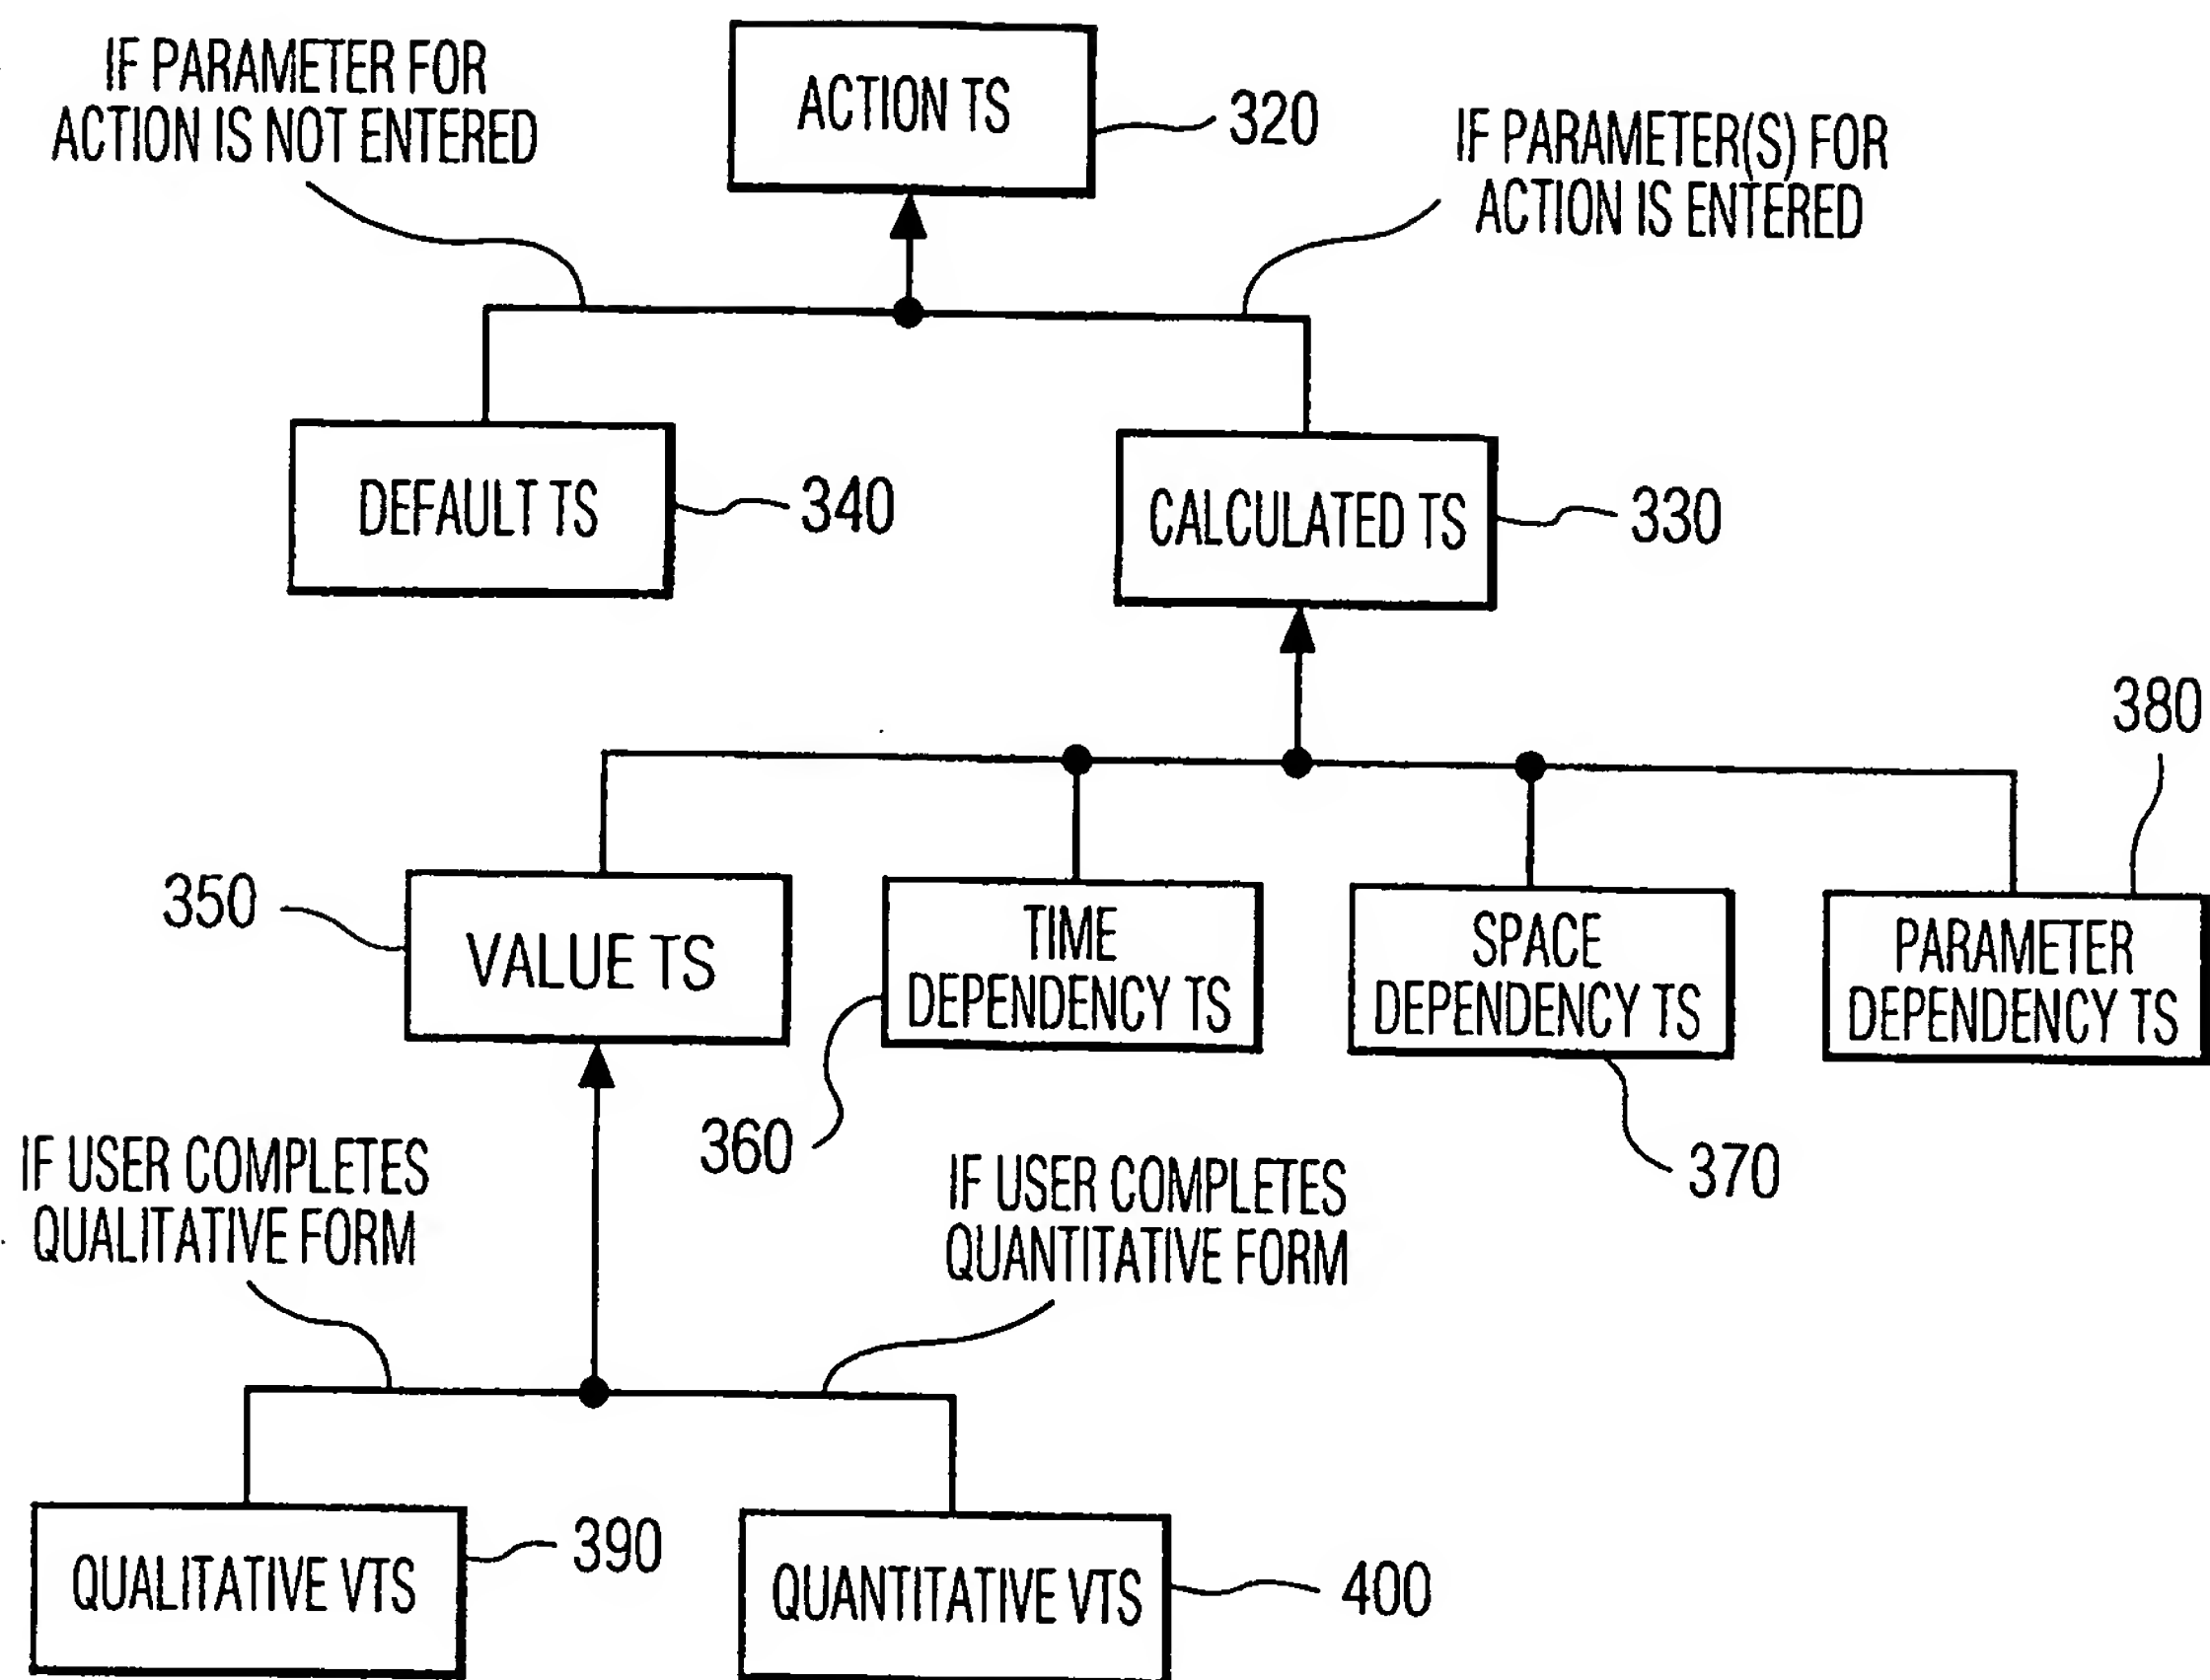 IF PARAMETER FOR
ACTION IS NOT ENTERED
ACTION TS
320
IF PARAMETER(S) FOR
ACTION IS ENTERED
DEFAULT TS
340
CALCULATED TS
330
380
350
VALUE TS
TIME
DEPENDENCY TS
SPACE
DEPENDENCY TS
PARAMETER
DEPENDENCY TS
360
370
IF USER COMPLETES
QUALITATIVE FORM
IF USER COMPLETES
QUANTITATIVE FORM
QUALITATIVE VTS
390
QUANTITATIVE VTS
400